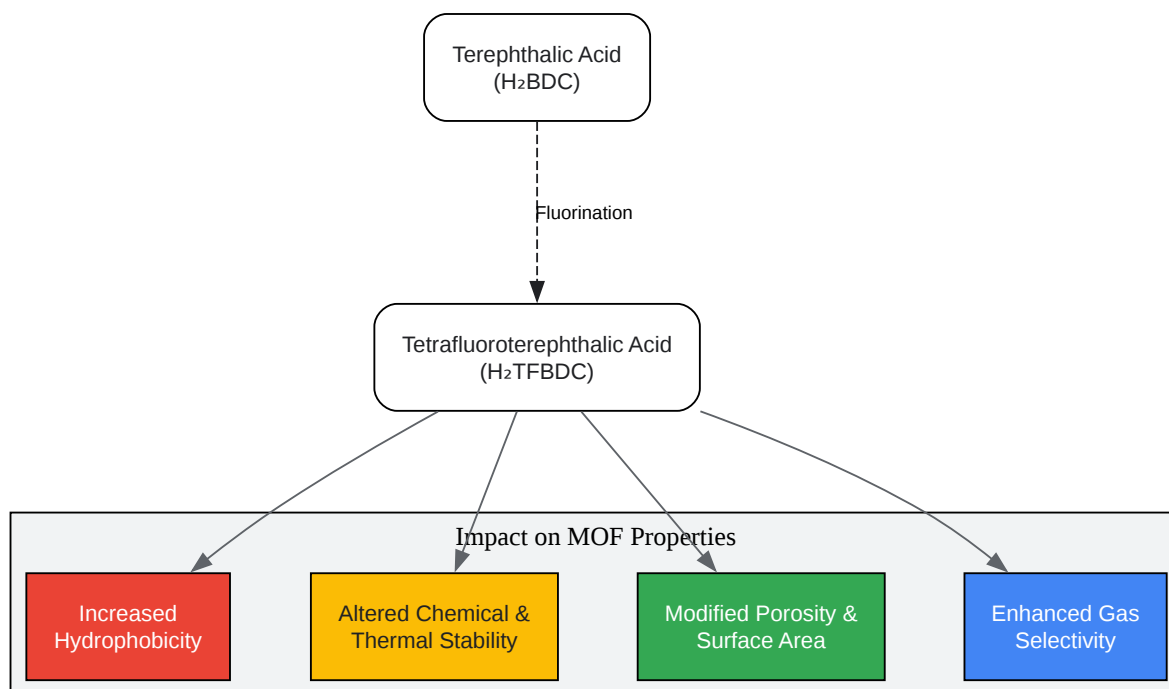 Terephthalic Acid
(H₂BDC)
Fluorination
Tetrafluoroterephthalic Acid
(H₂TFBDC)
Impact on MOF Properties
Increased
Hydrophobicity
Altered Chemical &
Thermal Stability
Modified Porosity &
Surface Area
Enhanced Gas
Selectivity